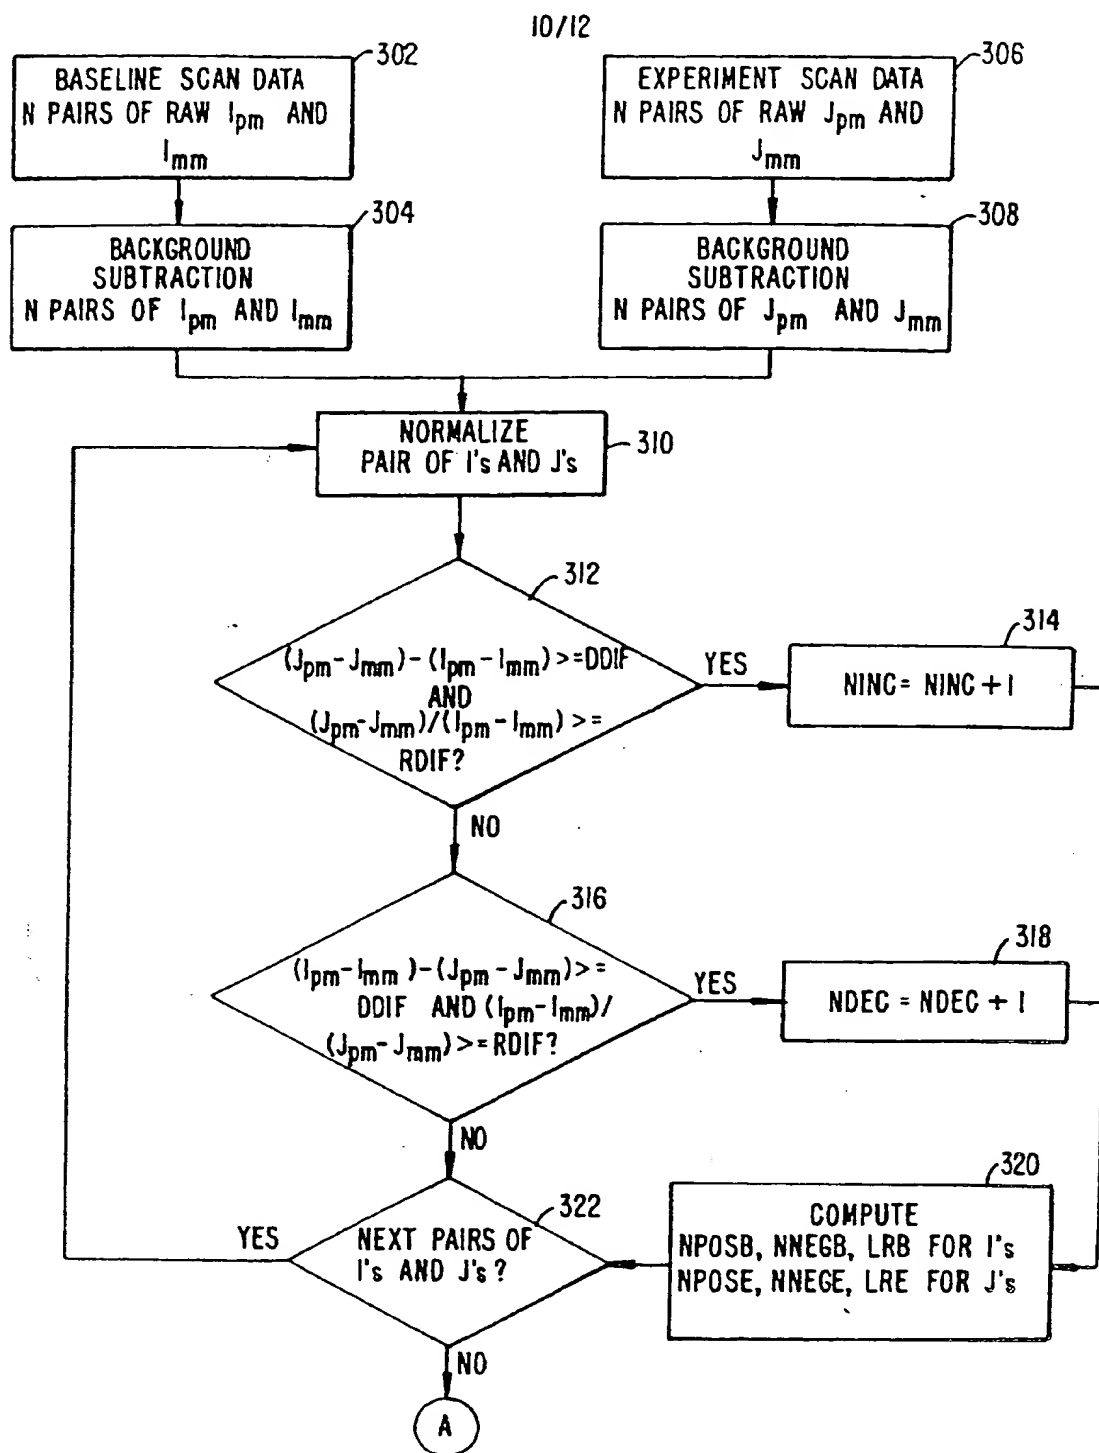 10/12
302
BASELINE SCAN DATA
N PAIRS OF RAW Ipm AND
Imm
306
EXPERIMENT SCAN DATA
N PAIRS OF RAW Jpm AND
Jmm
304
BACKGROUND
SUBTRACTION
N PAIRS OF Ipm AND Imm
308
BACKGROUND
SUBTRACTION
N PAIRS OF Jpm AND Jmm
NORMALIZE
PAIR OF I's AND J's
310
312
(Jpm-Jmm)-(Ipm-Imm)>=DDIF
AND
(Jpm-Jmm)/(Ipm-Imm)>=
RDIF?
YES
314
NINC= NINC+1
NO
316
(Ipm-Imm)-(Jpm-Jmm)>=
DDIF AND (Ipm-Imm)/
(Jpm-Jmm)>=RDIF?
YES
318
NDEC=NDEC+1
NO
322
NEXT PAIRS OF
I's AND J's?
YES
320
COMPUTE
NPOSB, NNEGB, LRB FOR I's
NPOSE, NNEGE, LRE FOR J's
NO
A